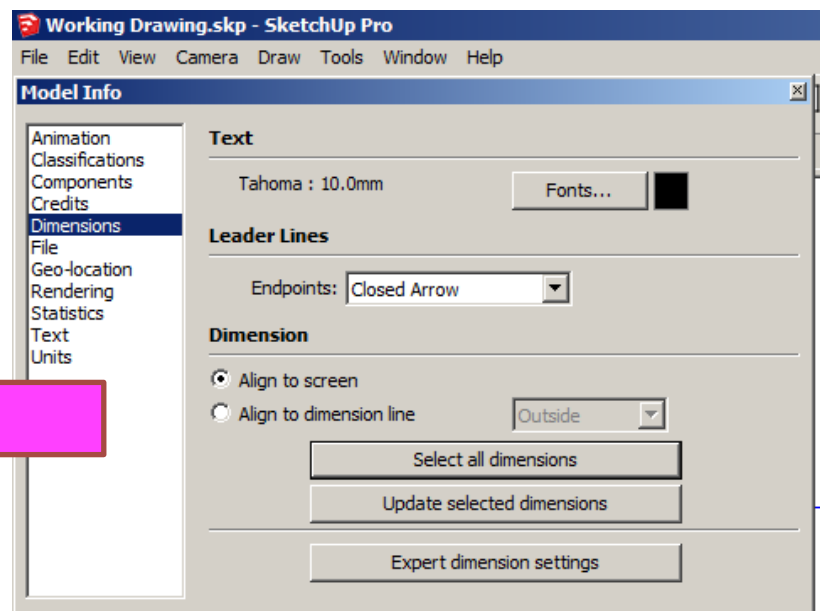 Working Drawing.skp - SketchUp Pro
File Edit View Camera Draw Tools Window Help
Model Info
Animation
Classifications
Components
Credits
Dimensions
File
Geo-location
Rendering
Statistics
Text
Units
Text
Tahoma : 10.0mm Fonts...
Leader Lines
Endpoints: Closed Arrow
Dimension
Align to screen
Align to dimension line Outside
Select all dimensions
Update selected dimensions
Expert dimension settings